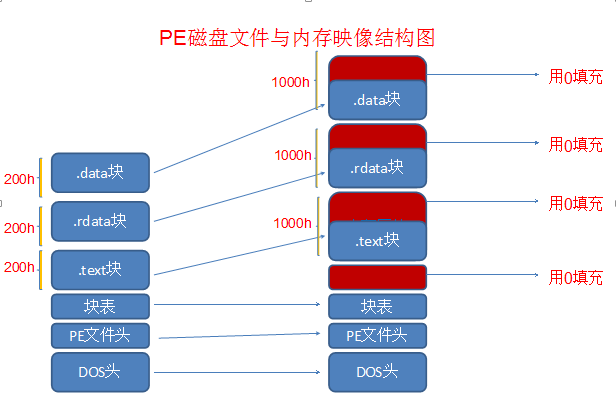 PE磁盘文件与内存映像结构图
1000h
用0填充
.data块
1000h
用0填充
.rdata块
200h
.data块
1000h
用0填充
.text块
200h
.rdata块
200h
.text块
用0填充
块表
块表
PE文件头
PE文件头
DOS头
DOS头